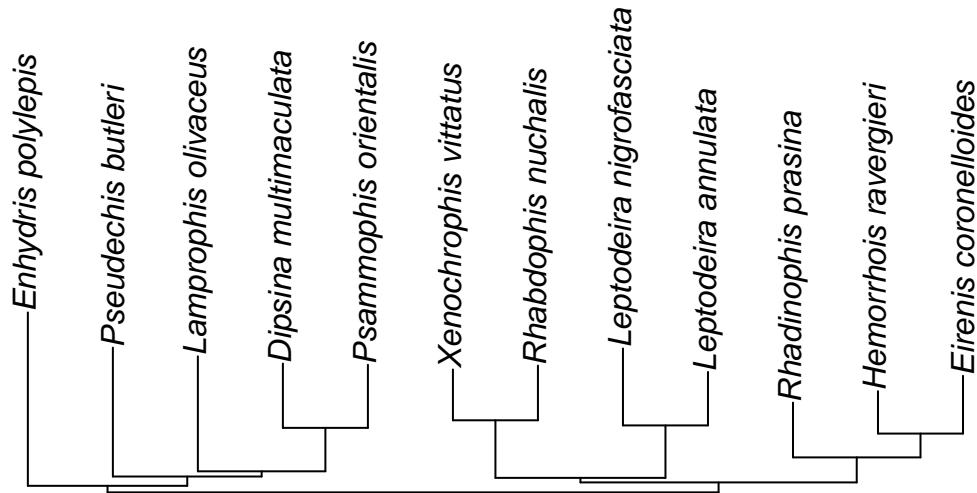 Enhydris polylepis
Pseudechis butleri
Lamprophis olivaceus
Dipsina multimaculata
Psammophis orientalis
Xenochrophis vittatus
Rhabdophis nuchalis
Leptodeira nigrofasciata
Leptodeira annulata
Rhadinophis prasina
Hemorrhois ravergieri
Eirenis coronelloides